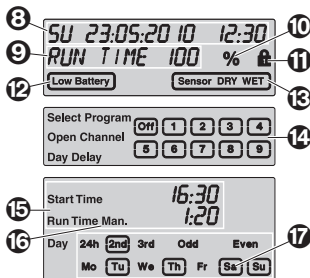 ⑧ SU 23:05:2010 12:30 ⑩
⑨ RUN TIME 100 % ⑪
⑫ Low Battery Sensor DRY WET ⑬
Select Program Off 1 2 3 4
Open Channel ⑭
Day Delay 5 6 7 8 9
⑮ Start Time 16:30
⑯ Run Time Man. 1:20
Day 24h 2nd 3rd Odd Even ⑰
Mo Tu We Th Fr Sa Su